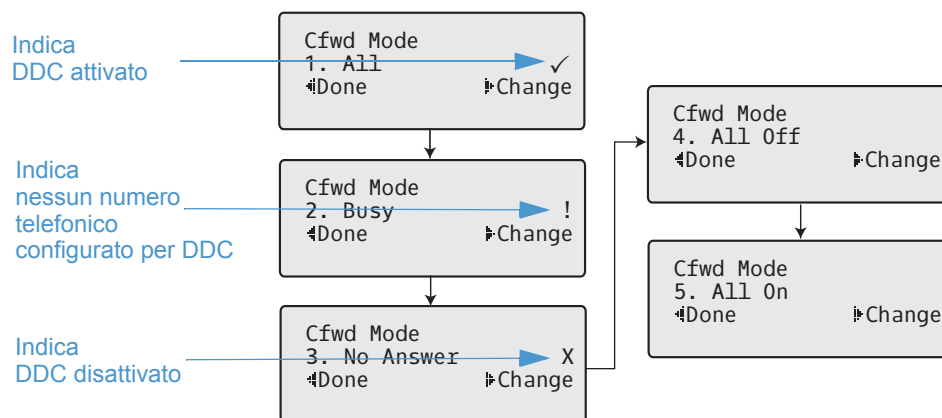 Indica
DDC attivato
Cfwd Mode
1. All ✓
Done Change
Indica
nessun numero
telefonico
configurato per DDC
Cfwd Mode
2. Busy !
Done Change
Indica
DDC disattivato
Cfwd Mode
3. No Answer X
Done Change
Cfwd Mode
4. All Off
Done Change
Cfwd Mode
5. All On
Done Change